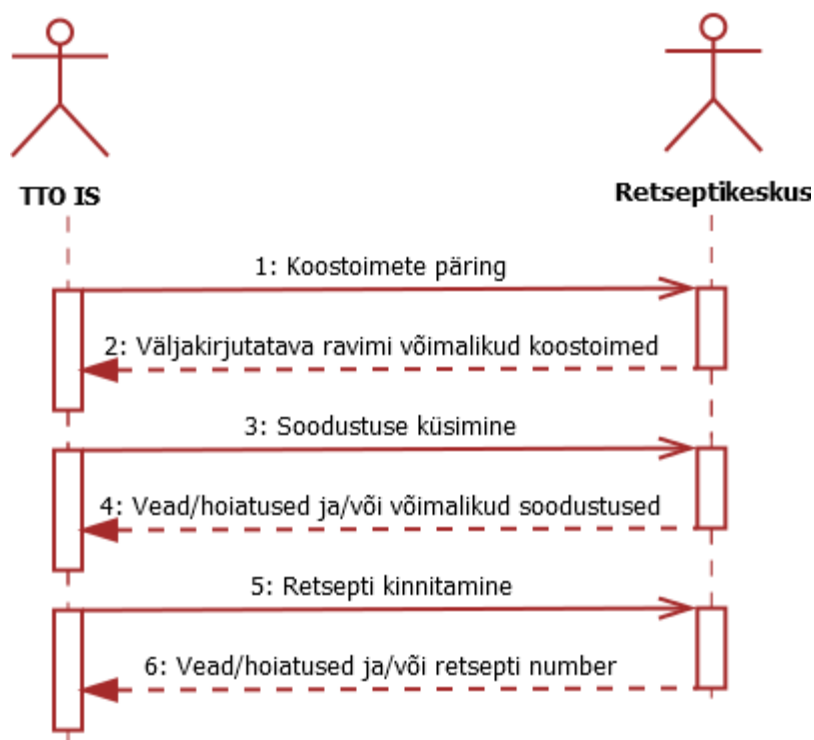 TTO IS
Retseptikeskus
1: Koostoimete päring
2: Väljakirjutatava ravimi võimalikud koostoimed
3: Soodustuse küsimine
4: Vead/hoiatused ja/või võimalikud soodustused
5: Retsepti kinnitamine
6: Vead/hoiatused ja/või retsepti number